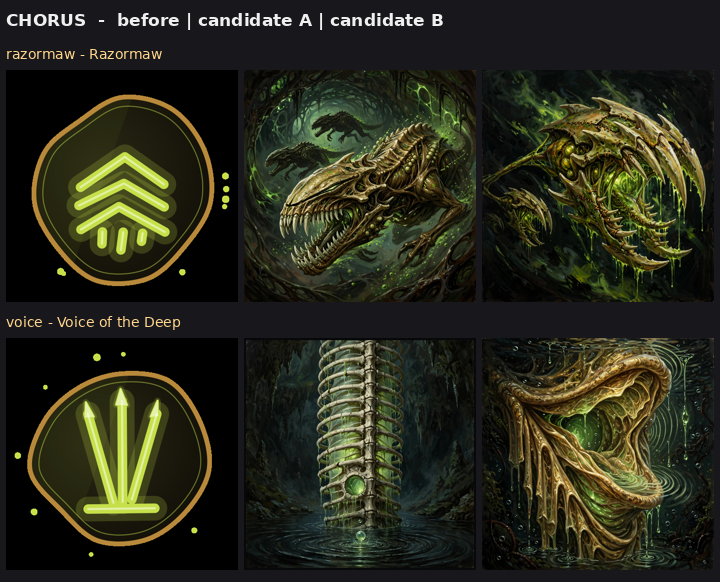 CHORUS - before | candidate A | candidate B
razormaw - Razormaw
voice - Voice of the Deep